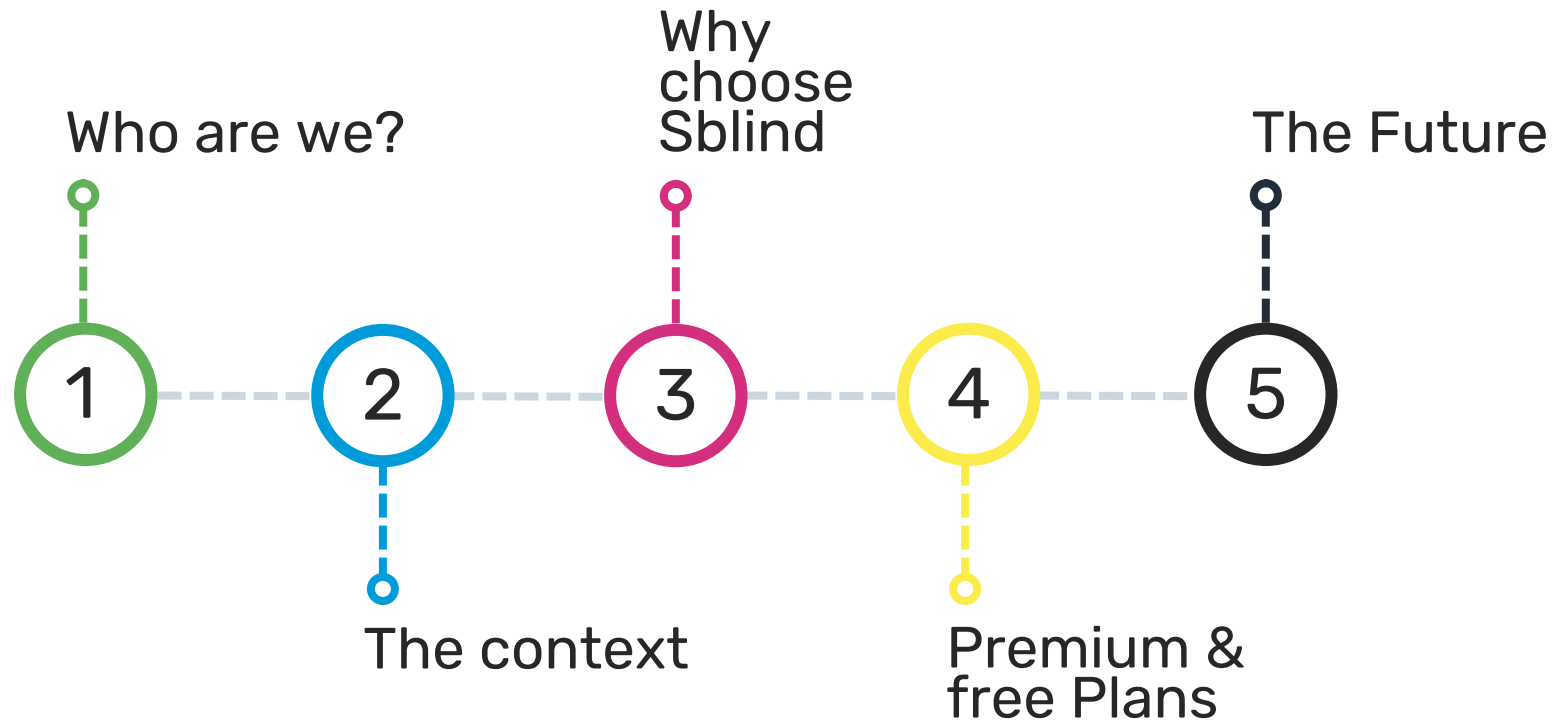 Who are we?
1
2
The context
Why
choose
Sblind
3
4
Premium &
free Plans
The Future
5